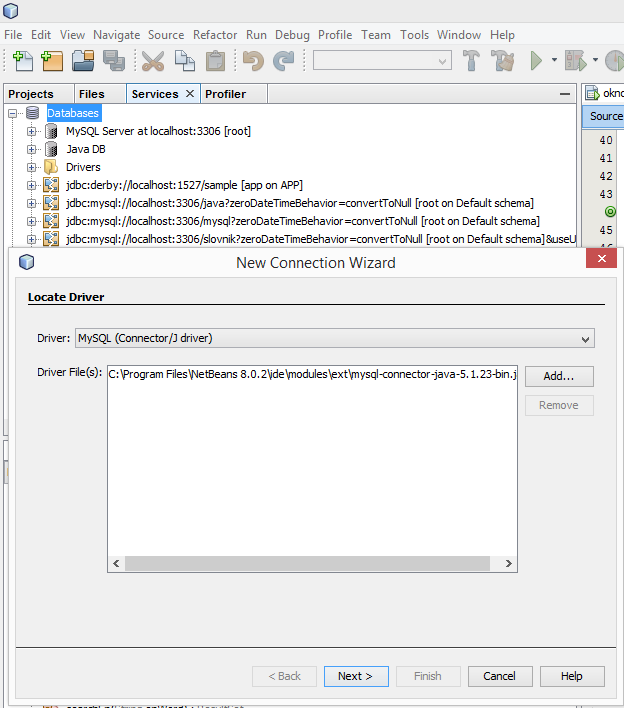 File Edit View Navigate Source Refactor Run Debug Profile Team Tools Window Help
Projects Files Services Profiler
Databases
MySQL Server at localhost:3306 [root]
Java DB
Drivers
jdbc:derby://localhost:1527/sample [app on APP]
jdbc:mysql://localhost:3306/java?zeroDateTimeBehavior=convertToNull [root on Default schema]
jdbc:mysql://localhost:3306/mysql?zeroDateTimeBehavior=convertToNull [root on Default schema]
jdbc:mysql://localhost:3306/slovnik?zeroDateTimeBehavior=convertToNull [root on Default schema]&useU
okno
Source
40
41
42
43
45
New Connection Wizard
Locate Driver
Driver: MySQL (Connector/J driver)
Driver File(s): C:\Program Files\NetBeans 8.0.2\ide\modules\ext\mysql-connector-java-5.1.23-bin.j
Add...
Remove
< Back Next > Finish Cancel Help